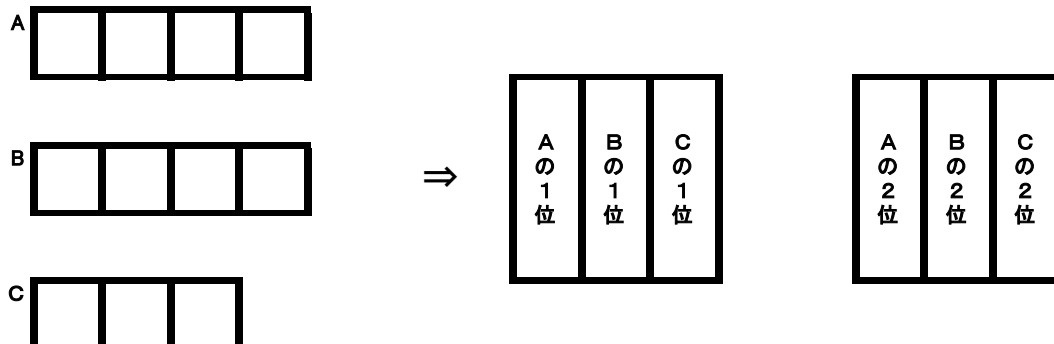 A
B
C
⇒
Aの1位
Bの1位
Cの1位
Aの2位
Bの2位
Cの2位